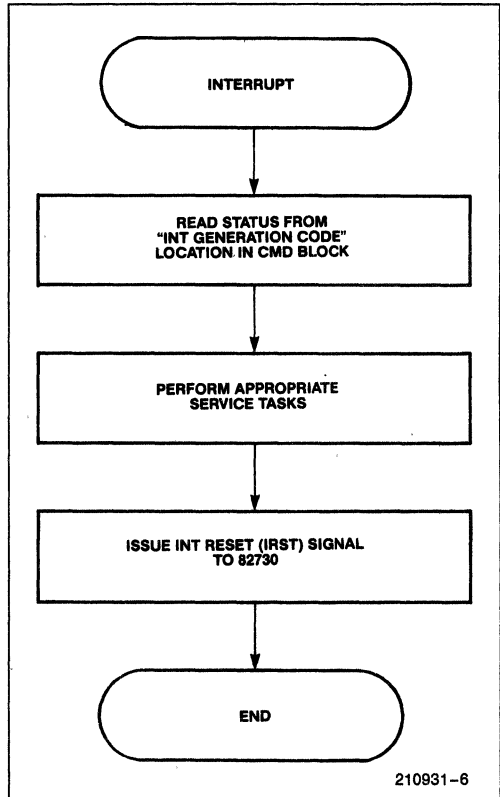 INTERRUPT
READ STATUS FROM
"INT GENERATION CODE"
LOCATION IN CMD BLOCK
PERFORM APPROPRIATE
SERVICE TASKS
ISSUE INT RESET (IRST) SIGNAL
TO 82730
END
210931-6